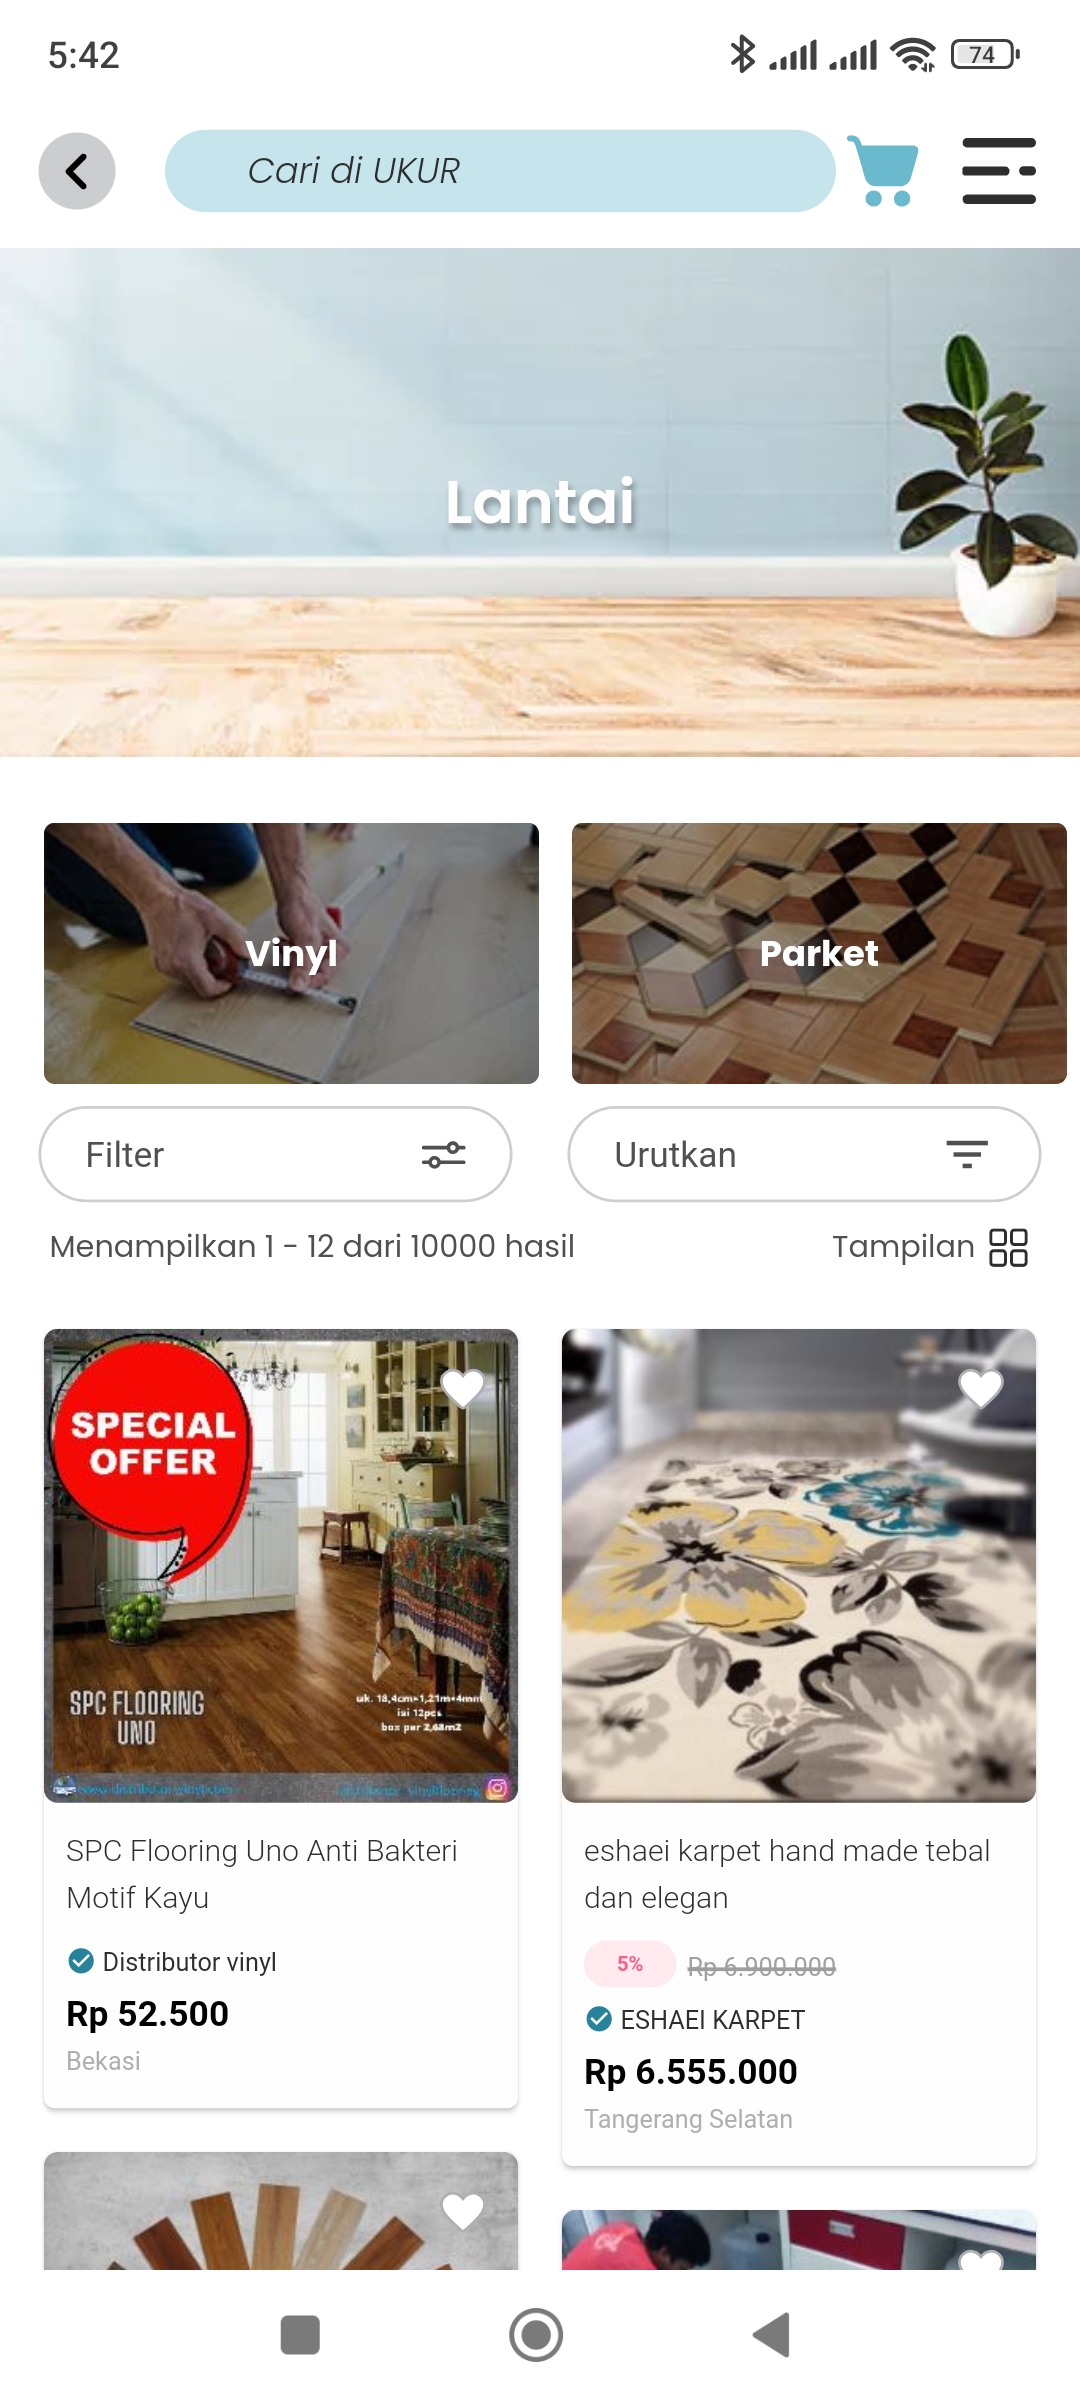 5:42
74
Cari di UKUR
Lantai
Vinyl
Parket
Filter
Urutkan
Menampilkan 1 - 12 dari 10000 hasil
Tampilan
SPECIAL
OFFER
SPC FLOORING
UNO
uk. 18,4cm×1,21m×4mm
isi 12pcs
box per 2,68m2
SPC Flooring Uno Anti Bakteri
Motif Kayu
Distributor vinyl
Rp 52.500
Bekasi
eshaei karpet hand made tebal
dan elegan
5%
Rp 6.900.000
ESHAEI KARPET
Rp 6.555.000
Tangerang Selatan